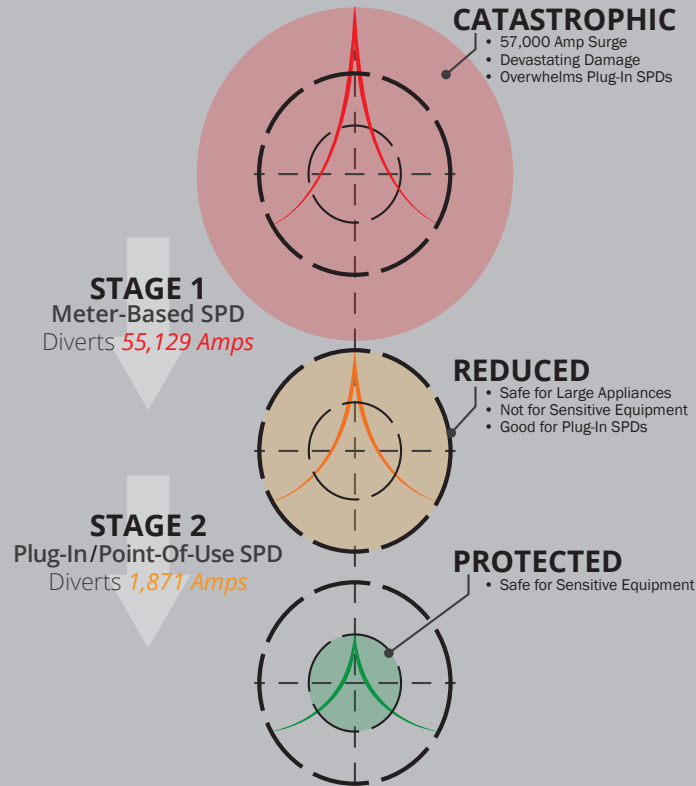 CATASTROPHIC
• 57,000 Amp Surge
• Devastating Damage
• Overwhelms Plug-In SPDs
STAGE 1
Meter-Based SPD
Diverts 55,129 Amps
REDUCED
• Safe for Large Appliances
• Not for Sensitive Equipment
• Good for Plug-In SPDs
STAGE 2
Plug-In/Point-Of-Use SPD
Diverts 1,871 Amps
PROTECTED
• Safe for Sensitive Equipment